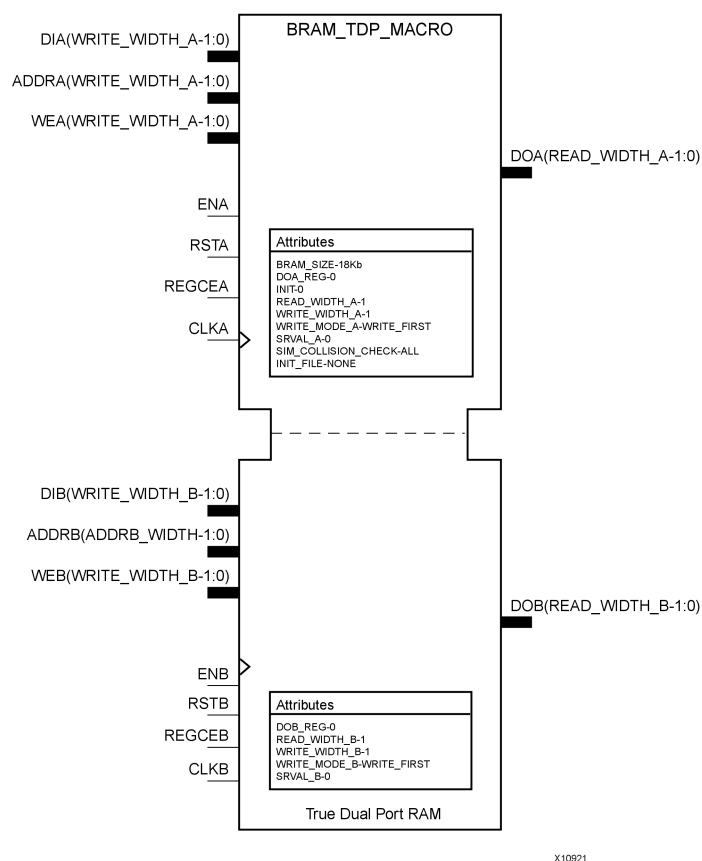 BRAM_TDP_MACRO
DIA(WRITE_WIDTH_A-1:0)
ADDRA(WRITE_WIDTH_A-1:0)
WEA(WRITE_WIDTH_A-1:0)
DOA(READ_WIDTH_A-1:0)
ENA
RSTA
REGCEA
CLKA
Attributes
BRAM_SIZE-18Kb
DOA_REG-0
INIT-0
READ_WIDTH_A-1
WRITE_WIDTH_A-1
WRITE_MODE_A-WRITE_FIRST
SRVAL_A-0
SIM_COLLISION_CHECK-ALL
INIT_FILE-NONE
DIB(WRITE_WIDTH_B-1:0)
ADDRB(ADDRB_WIDTH-1:0)
WEB(WRITE_WIDTH_B-1:0)
DOB(READ_WIDTH_B-1:0)
ENB
RSTB
REGCEB
CLKB
Attributes
DOB_REG-0
READ_WIDTH_B-1
WRITE_WIDTH_B-1
WRITE_MODE_B-WRITE_FIRST
SRVAL_B-0
True Dual Port RAM
X10921